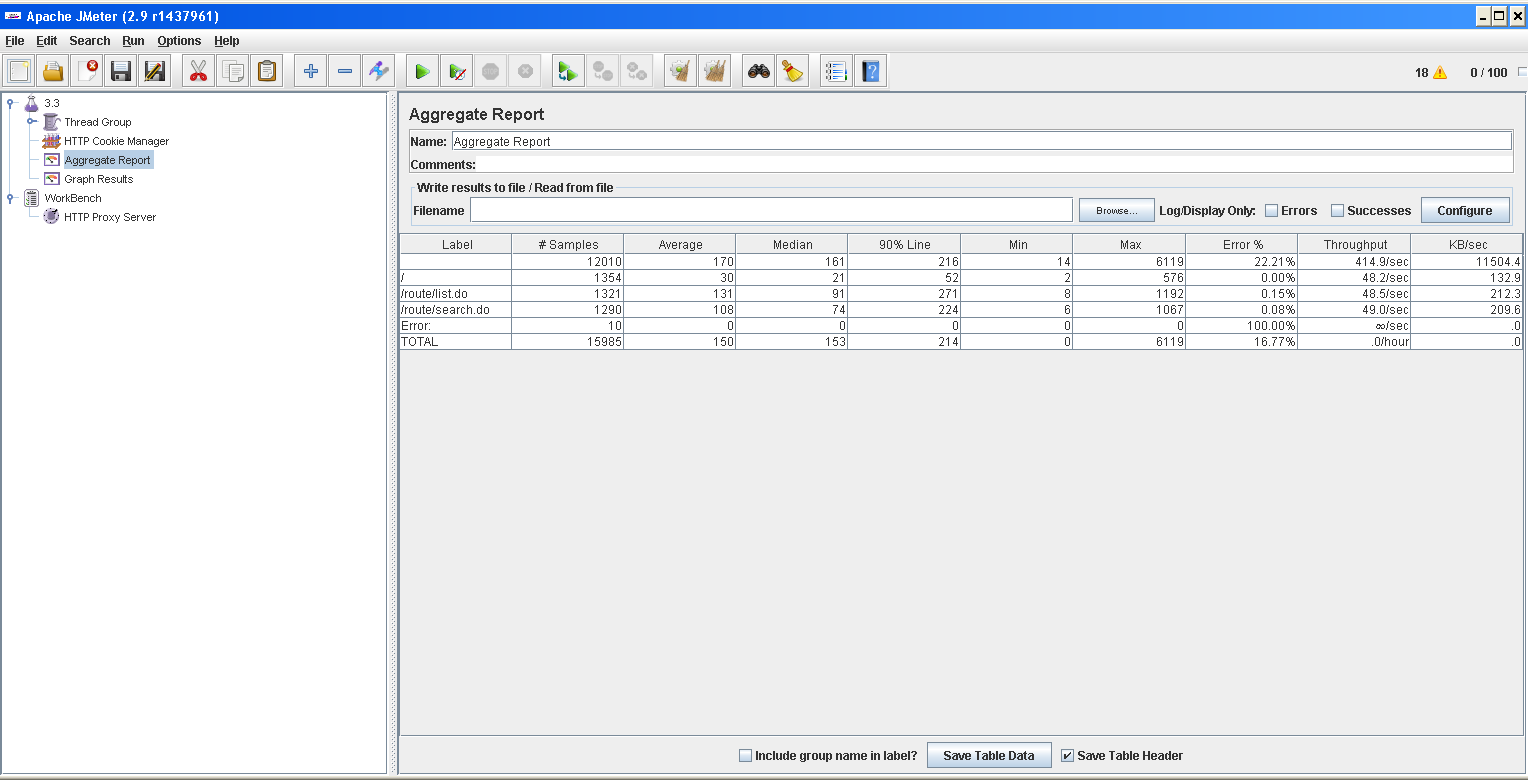 Apache JMeter (2.9 r1437961)
File Edit Search Run Options Help
18 0 / 100
3.3
Thread Group
HTTP Cookie Manager
Aggregate Report
Graph Results
WorkBench
HTTP Proxy Server
Aggregate Report
Name: Aggregate Report
Comments:
Write results to file / Read from file
Filename Browse... Log/Display Only: Errors Successes Configure
Label # Samples Average Median 90% Line Min Max Error % Throughput KB/sec
12010 170 161 216 14 6119 22.21% 414.9/sec 11504.4
/ 1354 30 21 52 2 576 0.00% 48.2/sec 132.9
/route/list.do 1321 131 91 271 8 1192 0.15% 48.5/sec 212.3
/route/search.do 1290 108 74 224 6 1067 0.08% 49.0/sec 209.6
Error: 10 0 0 0 0 0 100.00% ∞/sec .0
TOTAL 15985 150 153 214 0 6119 16.77% .0/hour .0
Include group name in label? Save Table Data Save Table Header